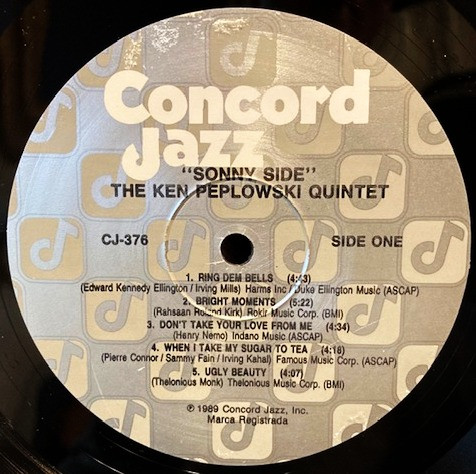 Concord
Jazz
"SONNY SIDE"
THE KEN PEPLOWSKI QUINTET
CJ-376
SIDE ONE
1. RING DEM BELLS (4:43)
(Edward Kennedy Ellington / Irving Mills) Harms Inc / Duke Ellington Music (ASCAP)
2. BRIGHT MOMENTS (5:22)
(Rahsaan Roland Kirk) Rokir Music Corp. (BMI)
3. DON'T TAKE YOUR LOVE FROM ME (4:34)
(Henry Nemo) Indano Music (ASCAP)
4. WHEN I TAKE MY SUGAR TO TEA (4:18)
(Pierre Connor / Sammy Fain / Irving Kahal) Famous Music Corp. (ASCAP)
5. UGLY BEAUTY (4:07)
(Thelonious Monk) Thelonious Music Corp. (BMI)
℗ 1989 Concord Jazz, Inc.
Marca Registrada